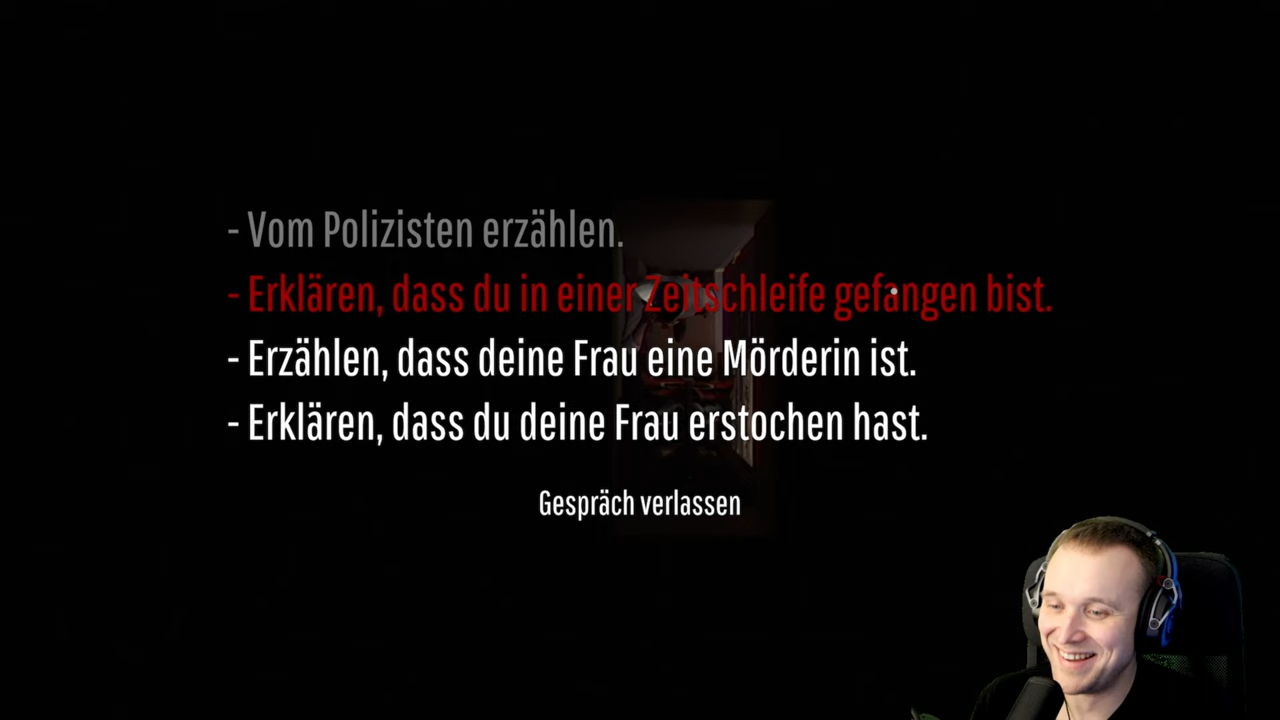 - Vom Polizisten erzählen.
- Erklären, dass du in einer Zeitschleife gefangen bist.
- Erzählen, dass deine Frau eine Mörderin ist.
- Erklären, dass du deine Frau erstochen hast.
Gespräch verlassen